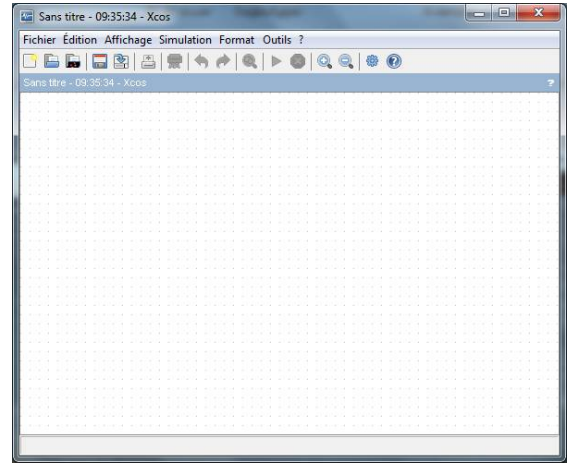 Sans titre - 09:35:34 - Xcos
Fichier Édition Affichage Simulation Format Outils ?
Sans titre - 09:35:34 - Xcos
?